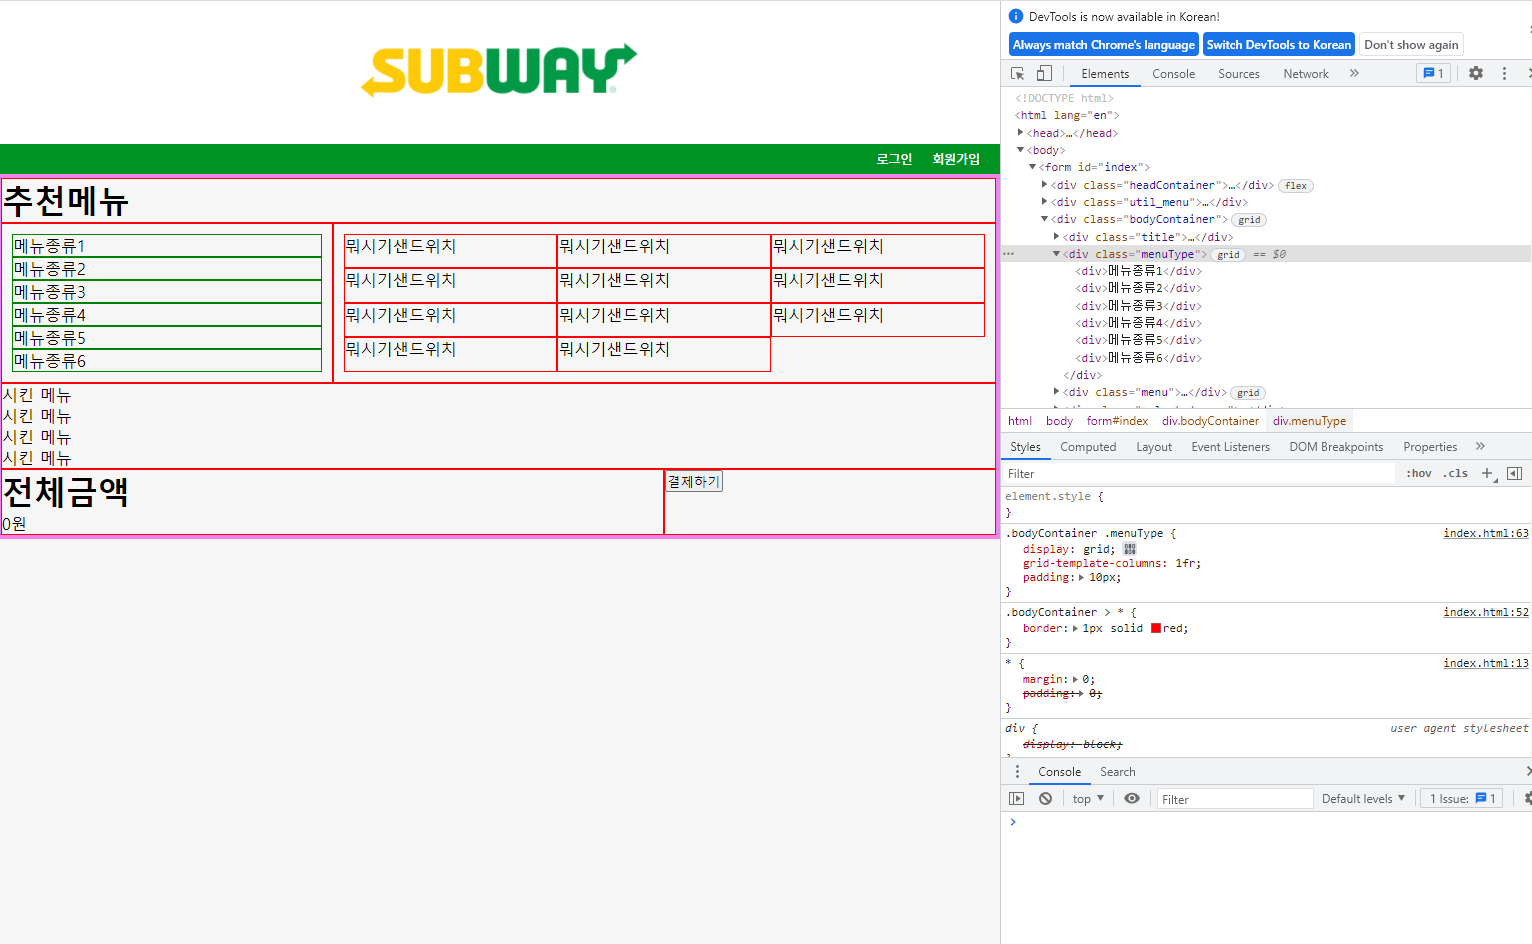 SUBWAY
로그인 회원가입
추천메뉴
메뉴종류1
메뉴종류2
메뉴종류3
메뉴종류4
메뉴종류5
메뉴종류6
뭐시기샌드위치 뭐시기샌드위치 뭐시기샌드위치
뭐시기샌드위치 뭐시기샌드위치 뭐시기샌드위치
뭐시기샌드위치 뭐시기샌드위치 뭐시기샌드위치
뭐시기샌드위치 뭐시기샌드위치
시킨 메뉴
시킨 메뉴
시킨 메뉴
시킨 메뉴
전체금액
0원
결제하기
DevTools is now available in Korean!
Always match Chrome's language Switch DevTools to Korean Don't show again
Elements Console Sources Network » 1
<!DOCTYPE html>
<html lang="en">
<head>…</head>
<body>
<form id="index">
<div class="headContainer">…</div> flex
<div class="util_menu">…</div>
<div class="bodyContainer"> grid
<div class="title">…</div>
<div class="menuType"> grid == $0
<div>메뉴종류1</div>
<div>메뉴종류2</div>
<div>메뉴종류3</div>
<div>메뉴종류4</div>
<div>메뉴종류5</div>
<div>메뉴종류6</div>
</div>
<div class="menu">…</div> grid
html body form#index div.bodyContainer div.menuType
Styles Computed Layout Event Listeners DOM Breakpoints Properties »
Filter :hov .cls +
element.style {
}
.bodyContainer .menuType { index.html:63
display: grid;
grid-template-columns: 1fr;
padding: 10px;
}
.bodyContainer > * { index.html:52
border: 1px solid red;
}
* { index.html:13
margin: 0;
padding: 0;
}
div { user agent stylesheet
display: block;
Console Search
top Filter Default levels 1 Issue: 1